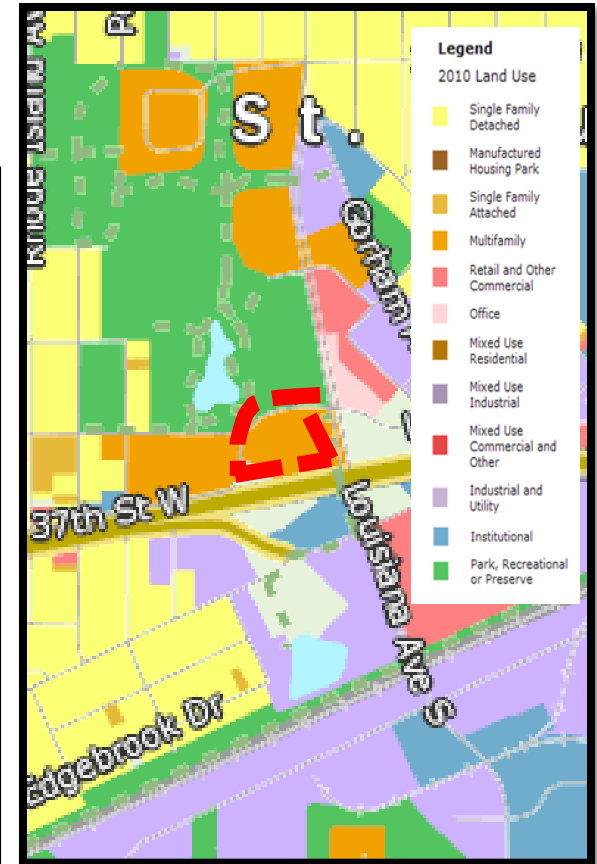 Rhode Island Av
St.
Gorham
37th St W
Louisiana Ave S
Edgebrook Dr
Legend
2010 Land Use
Single Family
Detached
Manufactured
Housing Park
Single Family
Attached
Multifamily
Retail and Other
Commercial
Office
Mixed Use
Residential
Mixed Use
Industrial
Mixed Use
Commercial and
Other
Industrial and
Utility
Institutional
Park, Recreational
or Preserve